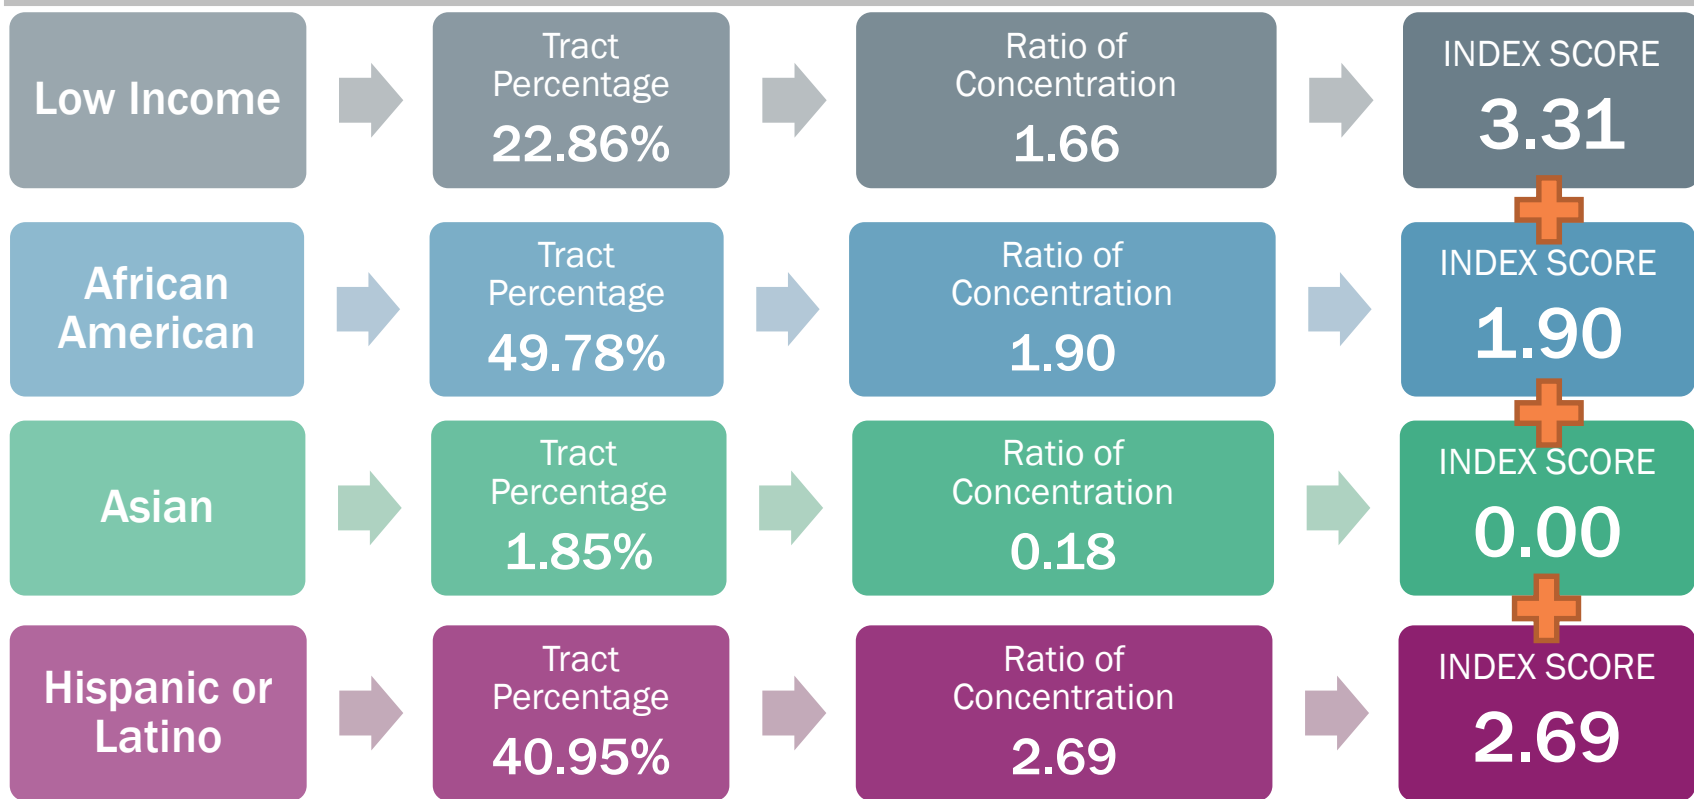 Low Income
Tract
Percentage
22.86%
Ratio of
Concentration
1.66
INDEX SCORE
3.31
African
American
Tract
Percentage
49.78%
Ratio of
Concentration
1.90
INDEX SCORE
1.90
Asian
Tract
Percentage
1.85%
Ratio of
Concentration
0.18
INDEX SCORE
0.00
Hispanic or
Latino
Tract
Percentage
40.95%
Ratio of
Concentration
2.69
INDEX SCORE
2.69